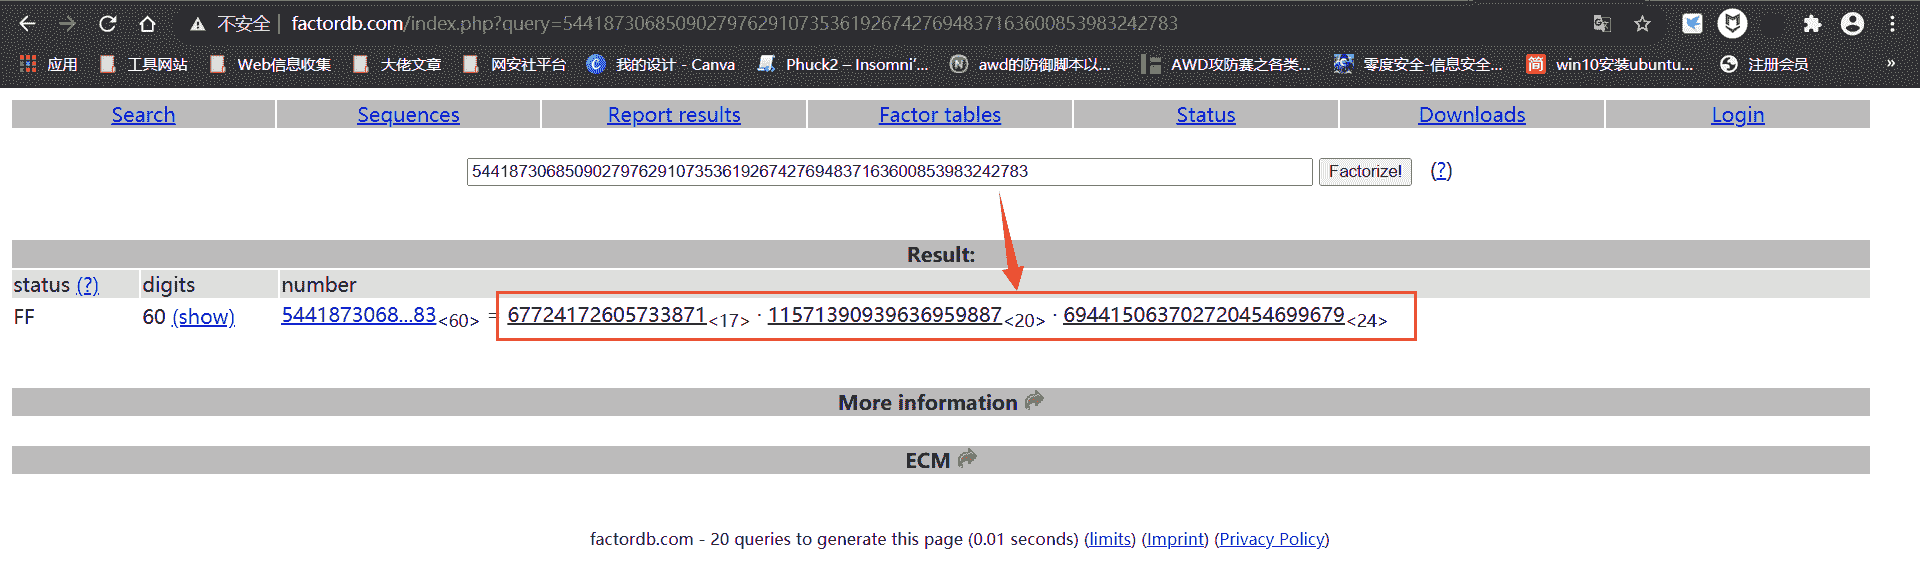 不安全 | factordb.com/index.php?query=544187306850902797629107353619267427694837163600853983242783
应用 工具网站 Web信息收集 大佬文章 网安社平台 我的设计 - Canva Phuck2 – Insomni'... awd的防御脚本以... AWD攻防赛之各类... 零度安全-信息安全... 简 win10安装ubuntu... 注册会员 »
Search Sequences Report results Factor tables Status Downloads Login
544187306850902797629107353619267427694837163600853983242783 Factorize! (?)
Result:
status (?) digits number
FF 60 (show) 5441873068...83<60> = 67724172605733871<17> · 11571390939636959887<20> · 694415063702720454699679<24>
More information
ECM
factordb.com - 20 queries to generate this page (0.01 seconds) (limits) (Imprint) (Privacy Policy)